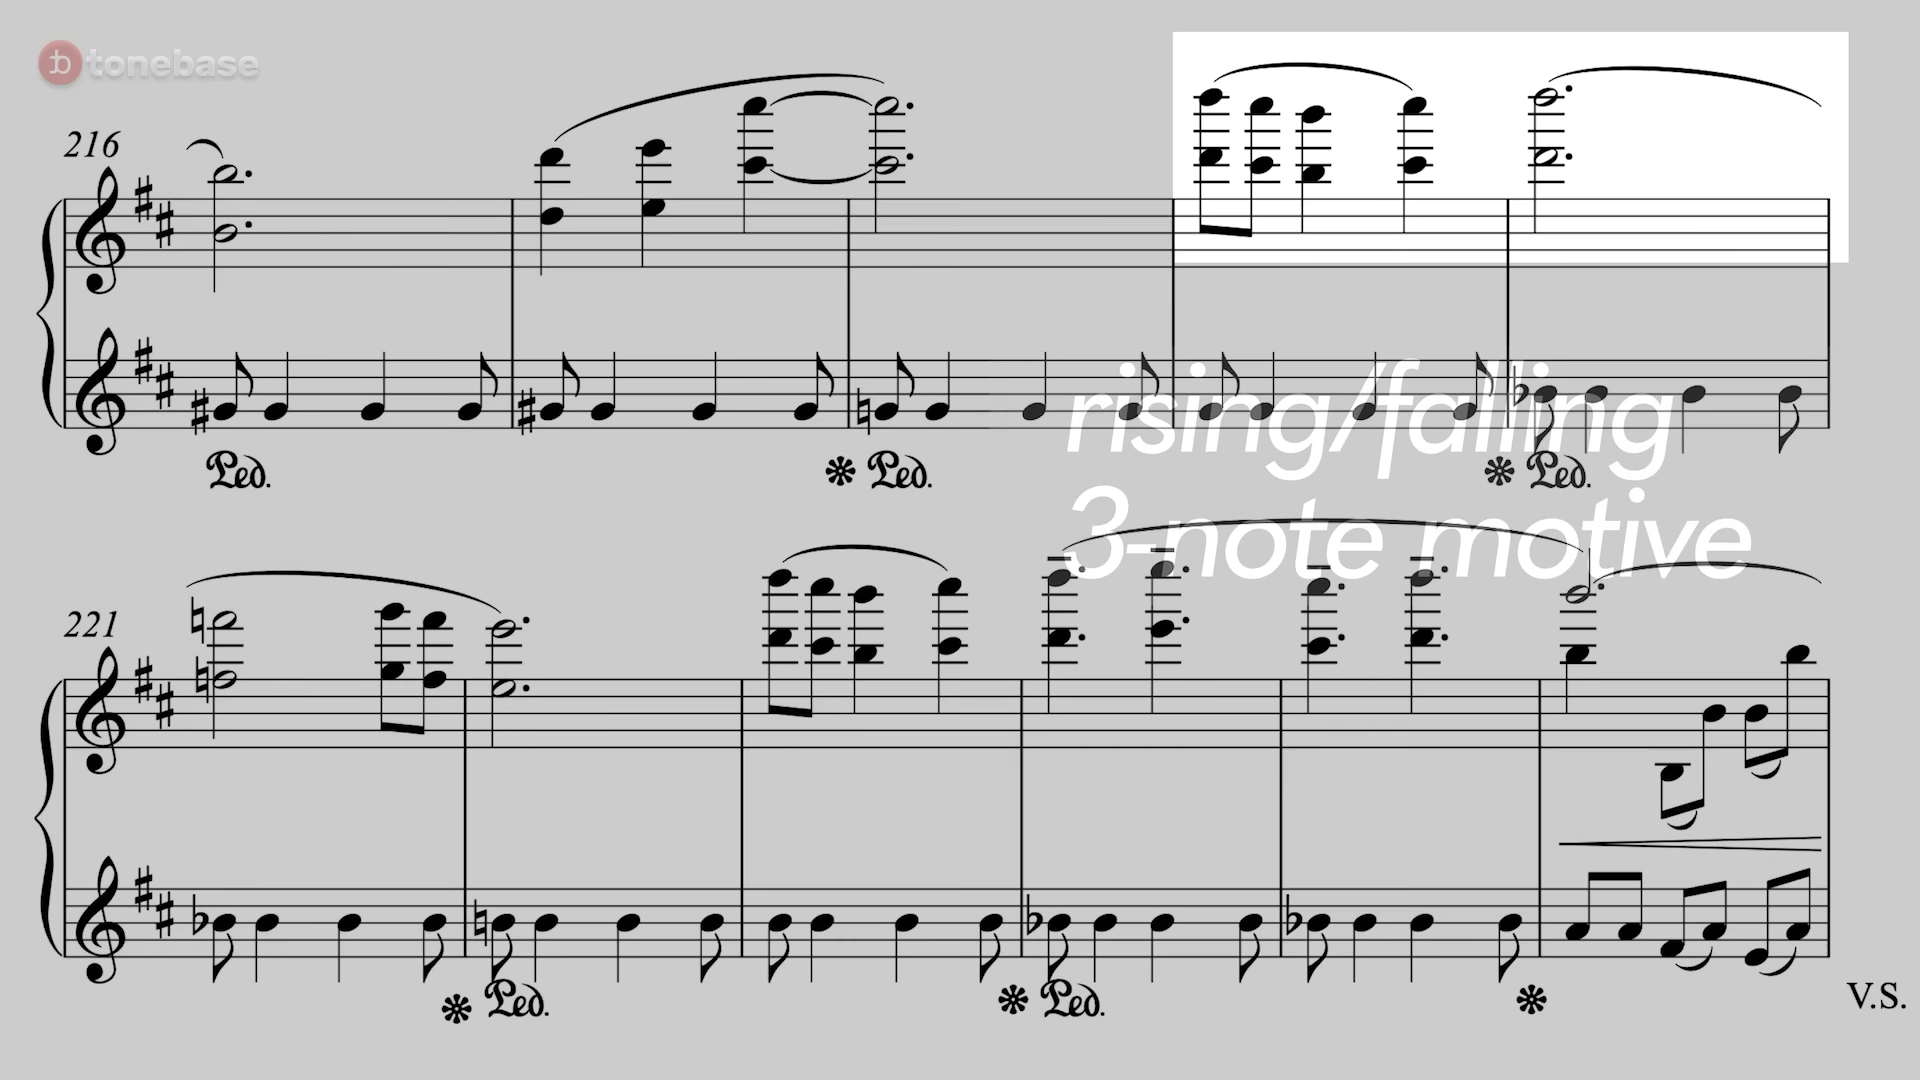 tonebase
216
Ped.
Ped.
Ped.
rising/falling
3-note motive
221
Ped.
Ped.
V.S.